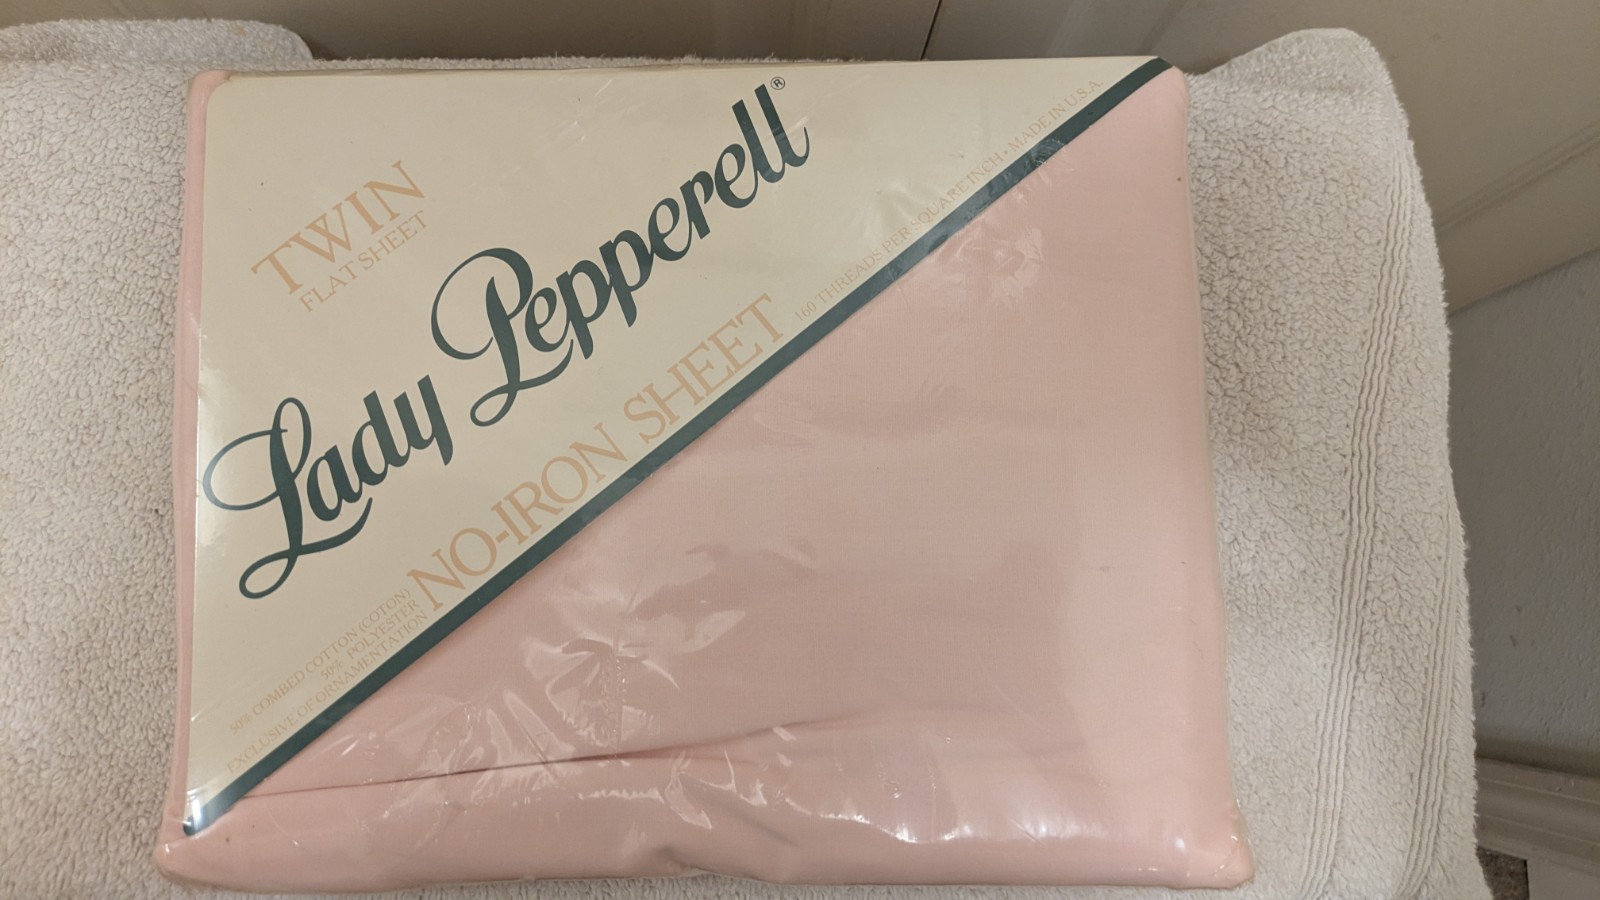 TWIN
FLAT SHEET
Lady Pepperell®
NO-IRON SHEET
160 THREADS PER SQUARE INCH • MADE IN U.S.A.
50% COMBED COTTON (COTON)
50% POLYESTER
EXCLUSIVE OF ORNAMENTATION